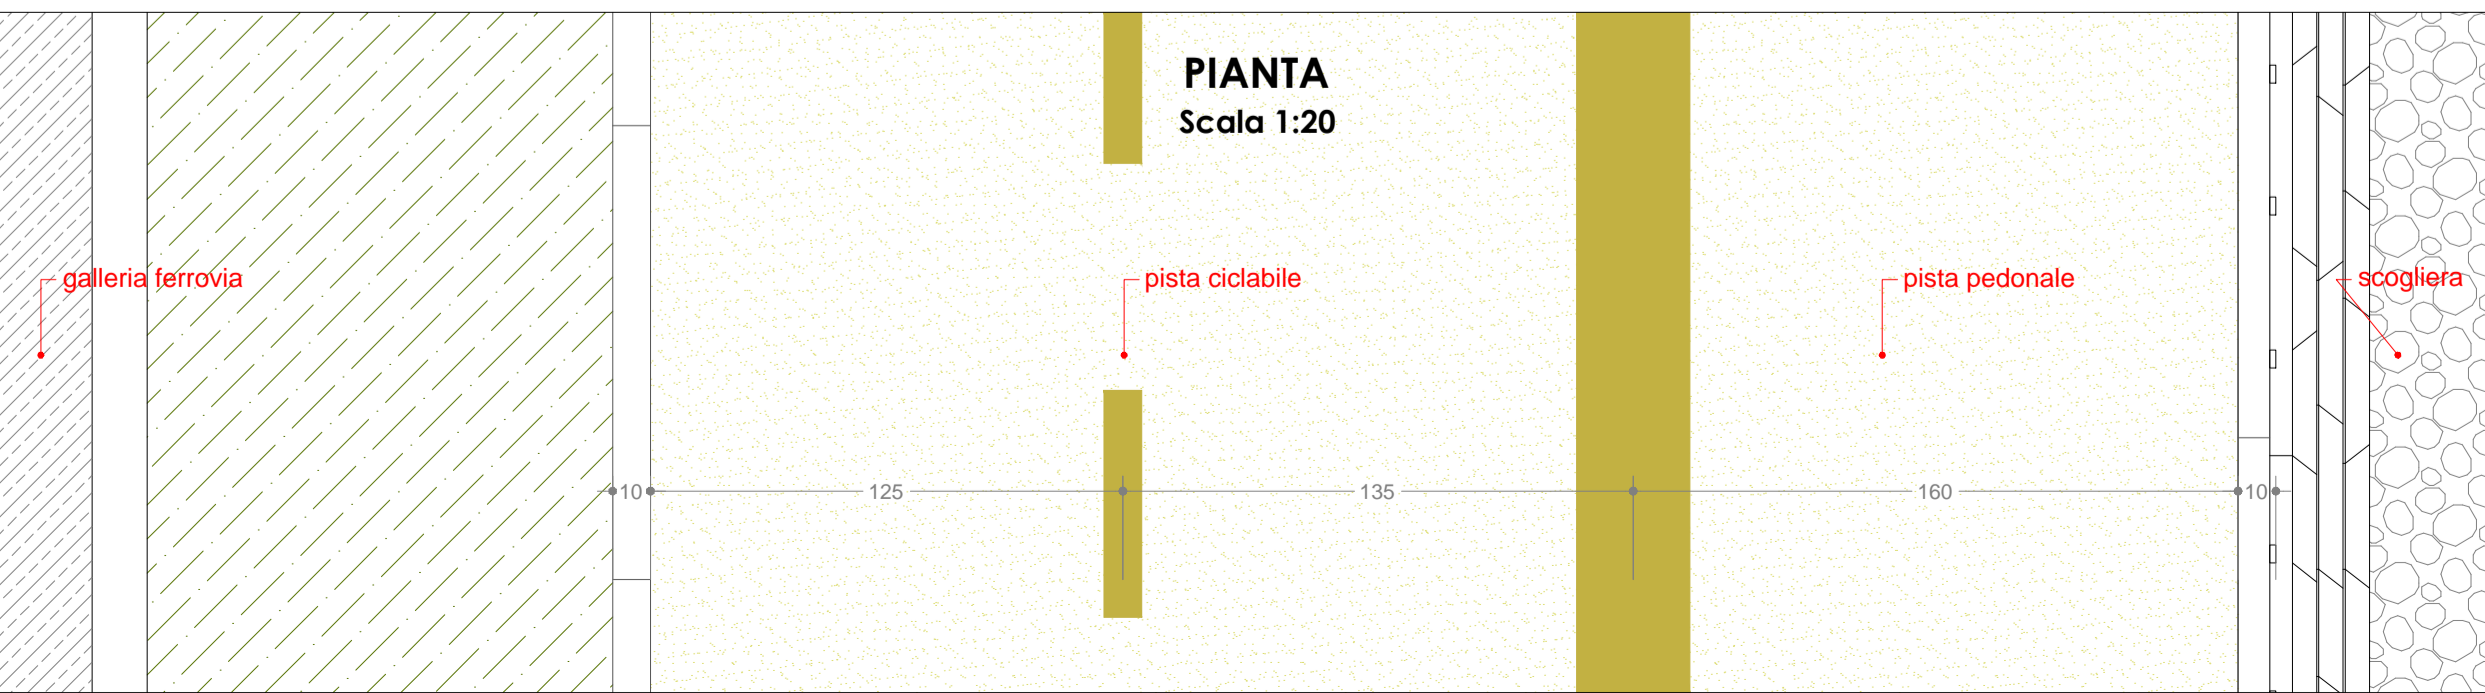 PIANTA
Scala 1:20
galleria ferrovia
pista ciclabile
pista pedonale
scogliera
10 125 135 160 10